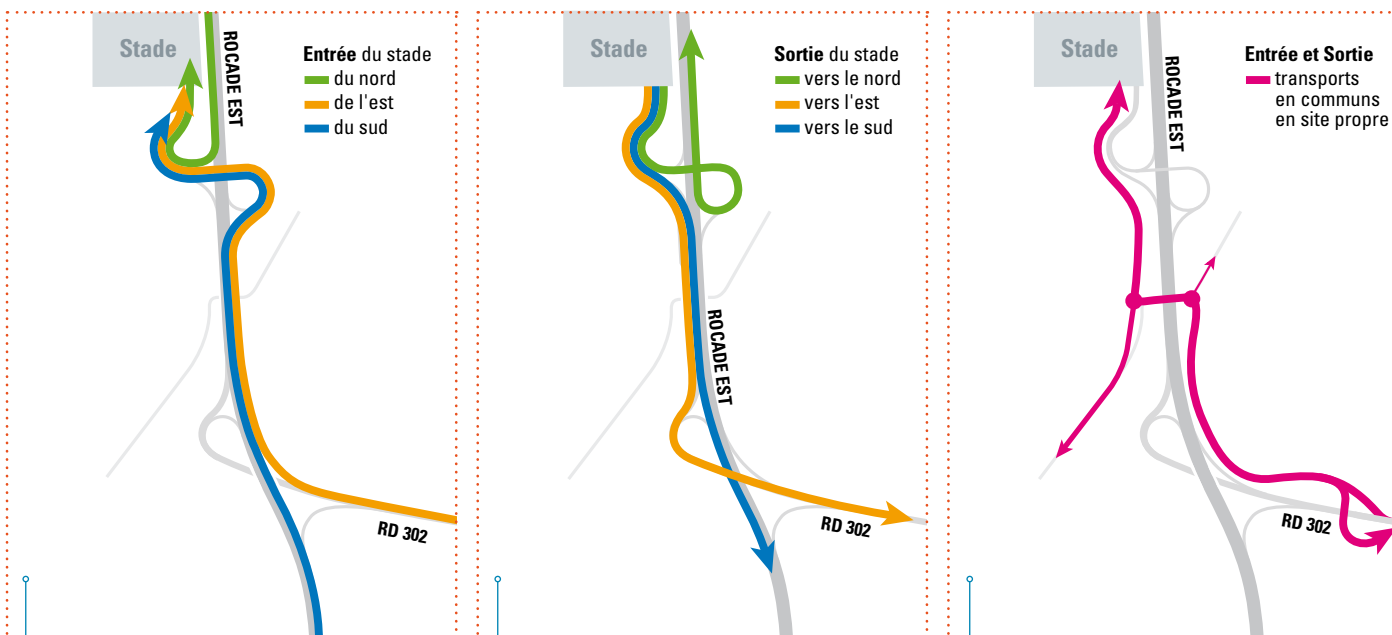 Stade
ROCADE EST
Entrée du stade
du nord
de l'est
du sud
RD 302
Stade
Sortie du stade
vers le nord
vers l'est
vers le sud
ROCADE EST
ROCADE EST
RD 302
Stade
ROCADE EST
Entrée et Sortie
transports
en communs
en site propre
RD 302